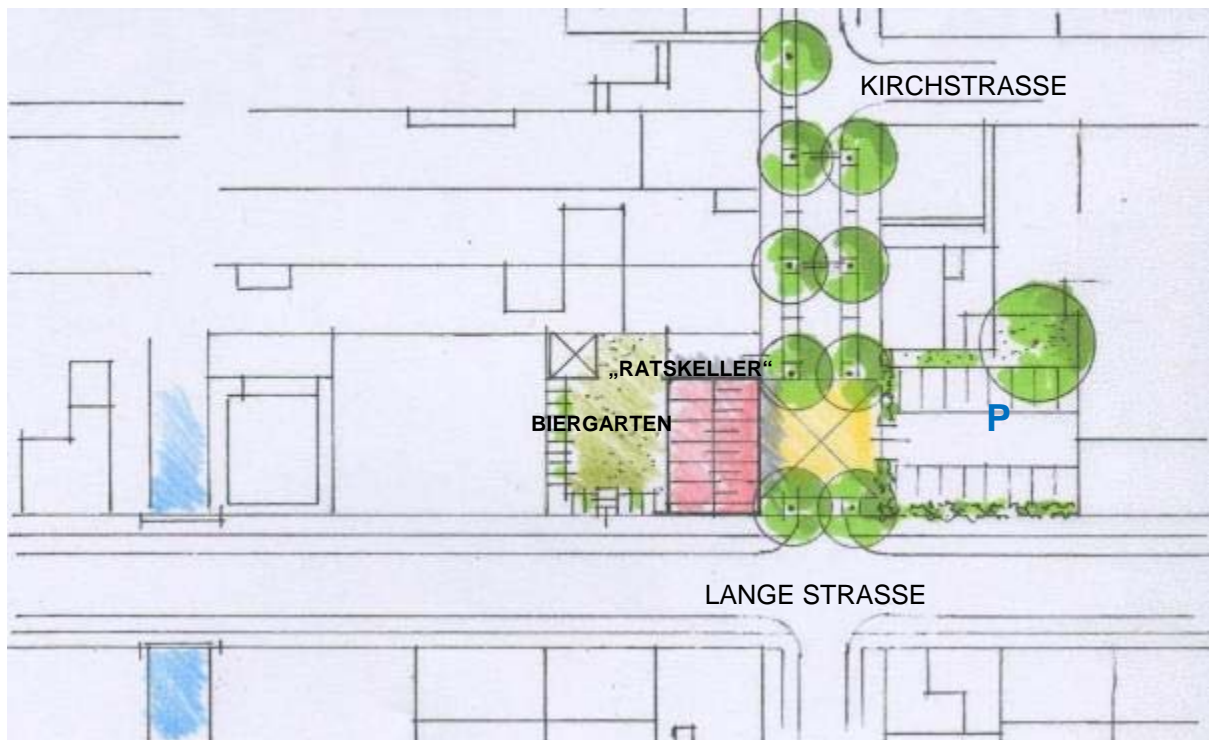 KIRCHSTRASSE
„RATSKELLER“
BIERGARTEN
P
LANGE STRASSE